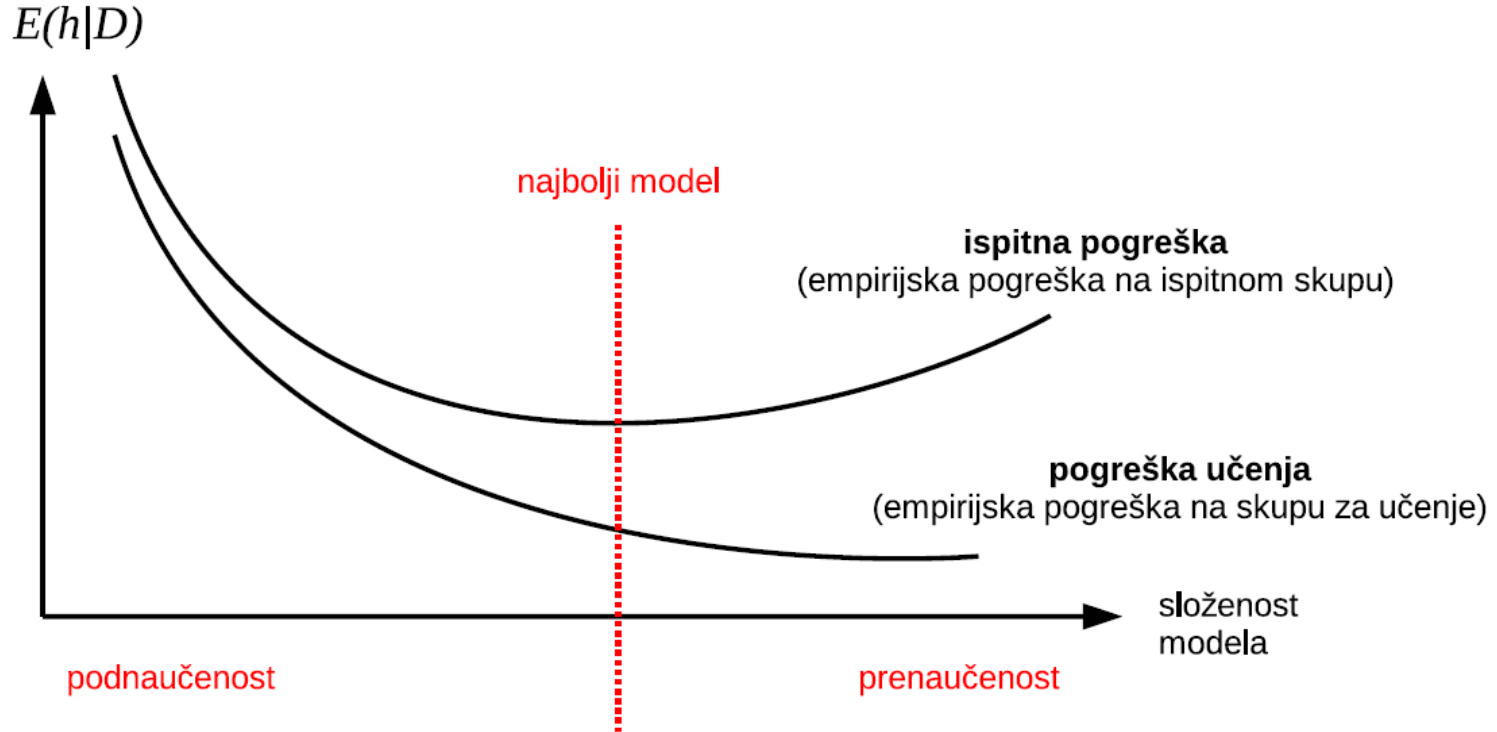 E(h|D)
najbolji model
ispitna pogreška
(empirijska pogreška na ispitnom skupu)
pogreška učenja
(empirijska pogreška na skupu za učenje)
složenost
modela
podnaučenost
prenaučenost